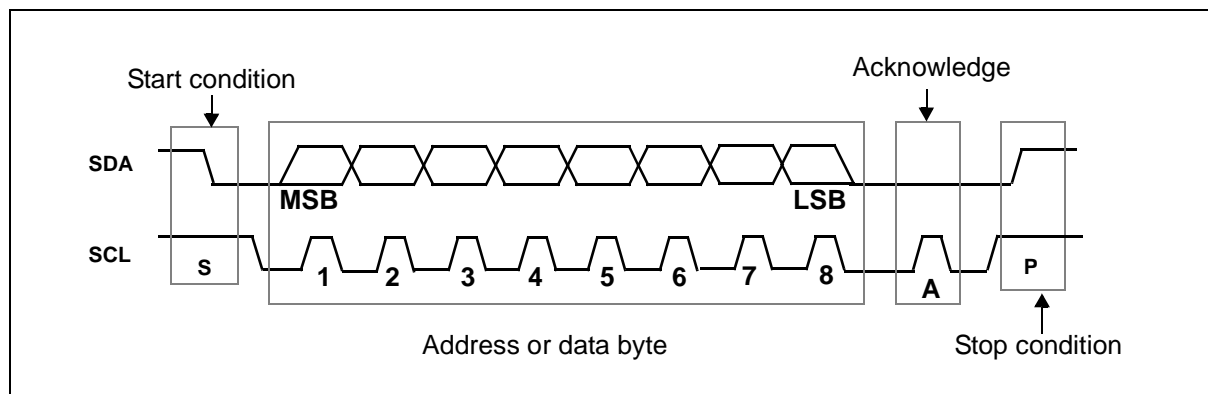 Start condition
Acknowledge
SDA
MSB
LSB
SCL
S
1 2 3 4 5 6 7 8
A
P
Address or data byte
Stop condition